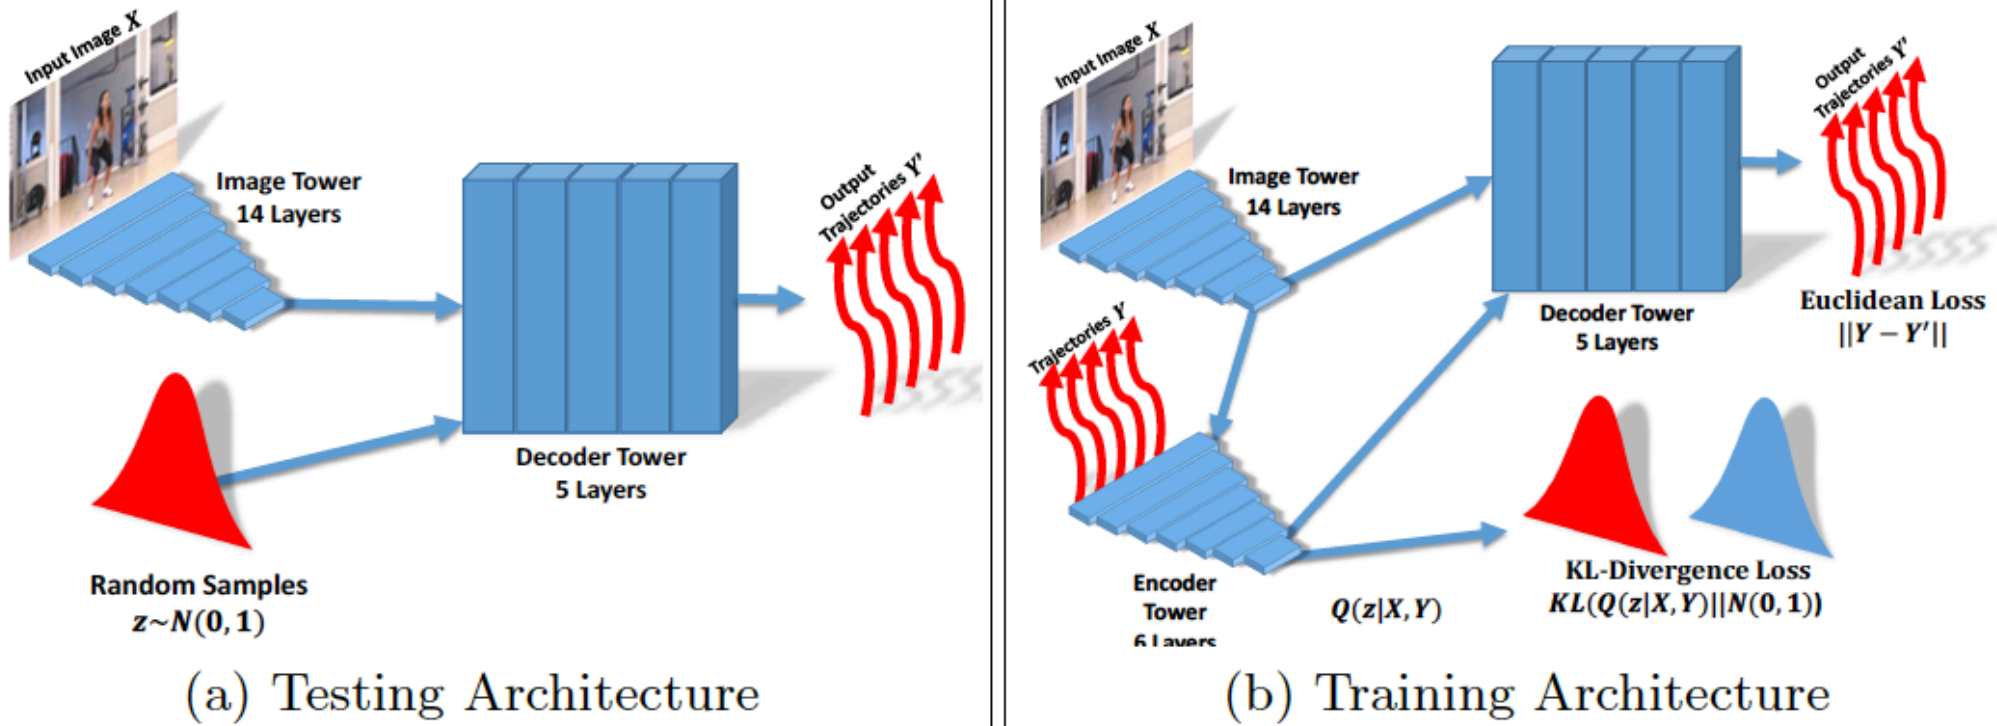 Input Image X
Image Tower
14 Layers
Output
Trajectories Y'
Decoder Tower
5 Layers
Random Samples
z~N(0,1)
(a) Testing Architecture
Input Image X
Image Tower
14 Layers
Output
Trajectories Y'
Decoder Tower
5 Layers
Euclidean Loss
||Y − Y'||
Trajectories Y
Encoder
Tower
6 Layers
Q(z|X,Y)
KL-Divergence Loss
KL(Q(z|X,Y)||N(0,1))
(b) Training Architecture